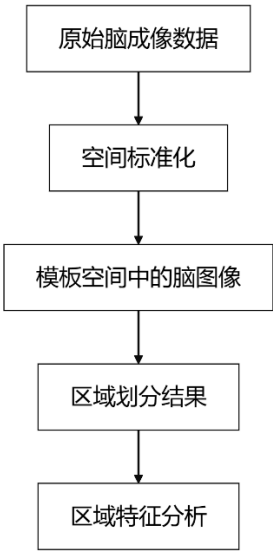 原始脑成像数据
空间标准化
模板空间中的脑图像
区域划分结果
区域特征分析